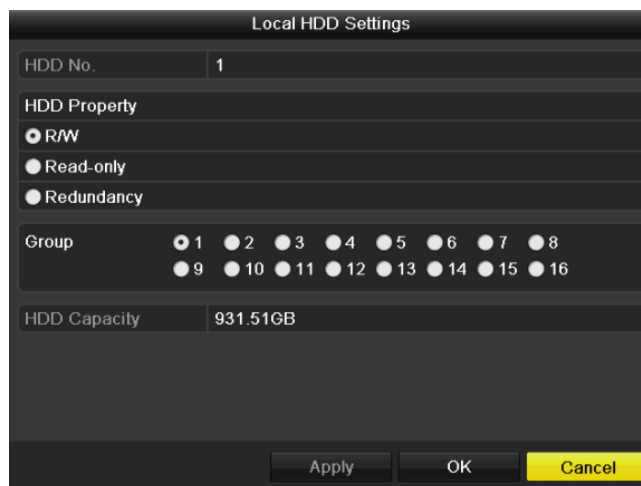 Local HDD Settings
HDD No. 1
HDD Property
R/W
Read-only
Redundancy
Group 1 2 3 4 5 6 7 8
9 10 11 12 13 14 15 16
HDD Capacity 931.51GB
Apply OK Cancel